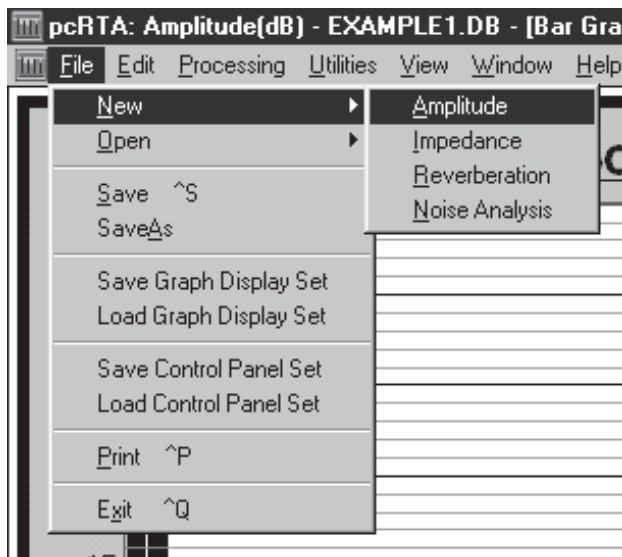 pcRTA: Amplitude(dB) - EXAMPLE1.DB - [Bar Gra
File Edit Processing Utilities View Window Help
New
Open
Save ^S
SaveAs
Save Graph Display Set
Load Graph Display Set
Save Control Panel Set
Load Control Panel Set
Print ^P
Exit ^Q
Amplitude
Impedance
Reverberation
Noise Analysis